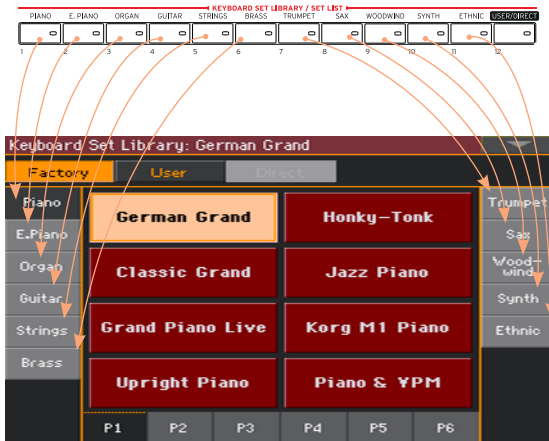 KEYBOARD SET LIBRARY / SET LIST
PIANO E. PIANO ORGAN GUITAR STRINGS BRASS TRUMPET SAX WOODWIND SYNTH ETHNIC USER/DIRECT
1 2 3 4 5 6 7 8 9 10 11 12
Keyboard Set Library: German Grand
Factory User Direct
Piano
E.Piano
Organ
Guitar
Strings
Brass
German Grand Honky-Tonk
Classic Grand Jazz Piano
Grand Piano Live Korg M1 Piano
Upright Piano Piano & YPM
Trumpet
Sax
Wood-
wind
Synth
Ethnic
P1 P2 P3 P4 P5 P6